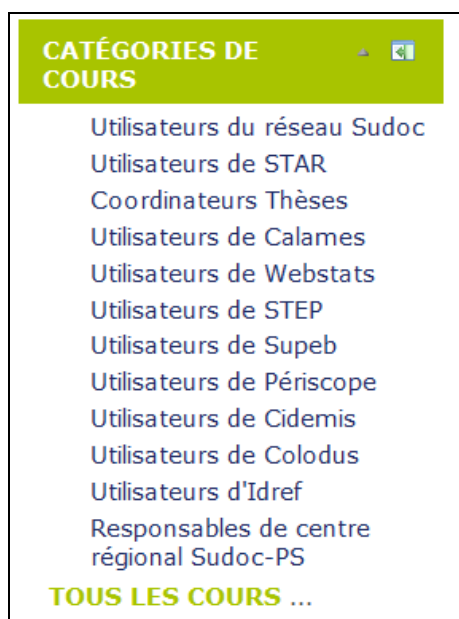 CATÉGORIES DE
COURS
Utilisateurs du réseau Sudoc
Utilisateurs de STAR
Coordinateurs Thèses
Utilisateurs de Calames
Utilisateurs de Webstats
Utilisateurs de STEP
Utilisateurs de Supeb
Utilisateurs de Périscope
Utilisateurs de Cidemis
Utilisateurs de Colodus
Utilisateurs d'Idref
Responsables de centre
régional Sudoc-PS
TOUS LES COURS ...